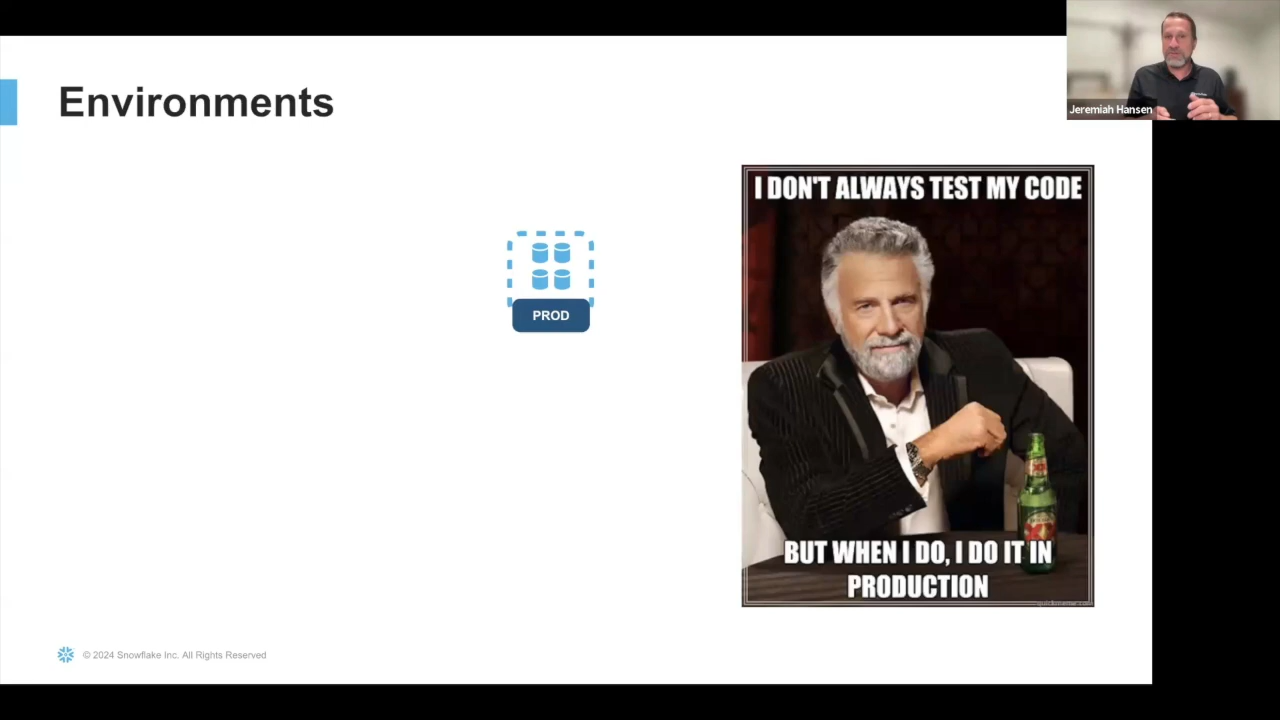 Environments
Jeremiah Hansen
I DON'T ALWAYS TEST MY CODE
PROD
BUT WHEN I DO, I DO IT IN
PRODUCTION
© 2024 Snowflake Inc. All Rights Reserved